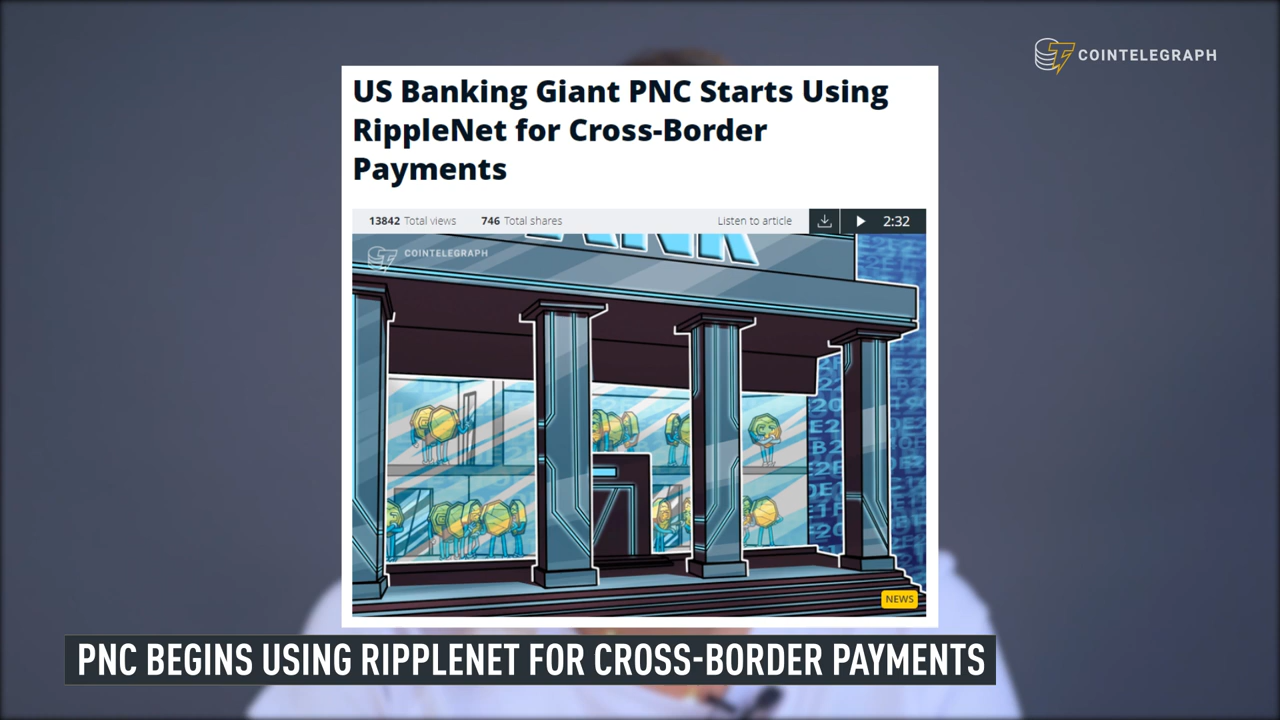 COINTELEGRAPH
US Banking Giant PNC Starts Using
RippleNet for Cross-Border
Payments
13842 Total views 746 Total shares Listen to article 2:32
COINTELEGRAPH
NEWS
PNC BEGINS USING RIPPLENET FOR CROSS-BORDER PAYMENTS